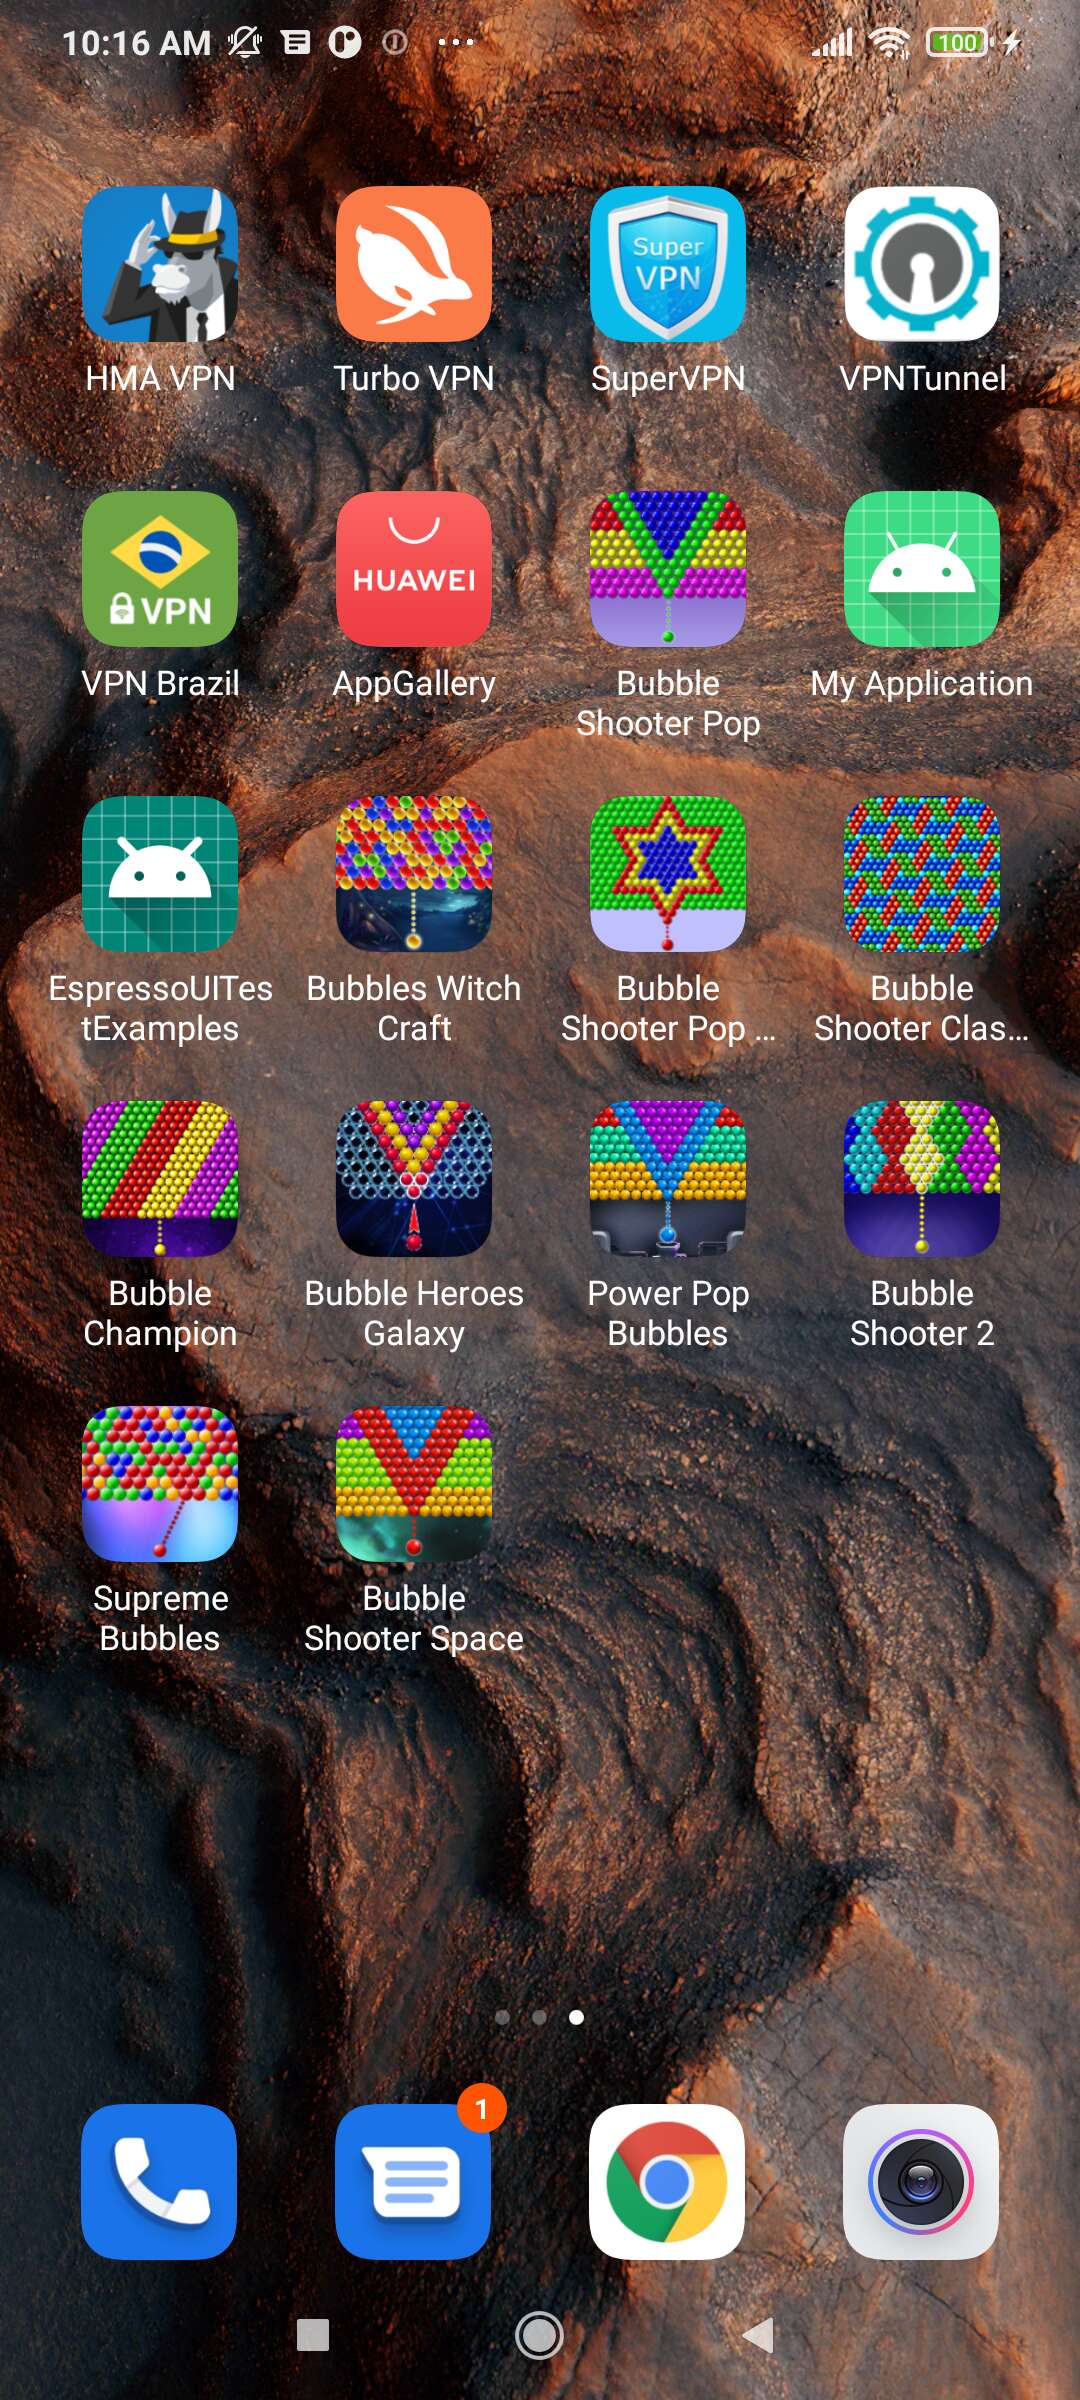 10:16 AM
100
Super
VPN
HMA VPN
Turbo VPN
SuperVPN
VPNTunnel
VPN
HUAWEI
VPN Brazil
AppGallery
Bubble
Shooter Pop
My Application
EspressoUITes
tExamples
Bubbles Witch
Craft
Bubble
Shooter Pop ...
Bubble
Shooter Clas...
Bubble
Champion
Bubble Heroes
Galaxy
Power Pop
Bubbles
Bubble
Shooter 2
Supreme
Bubbles
Bubble
Shooter Space
1